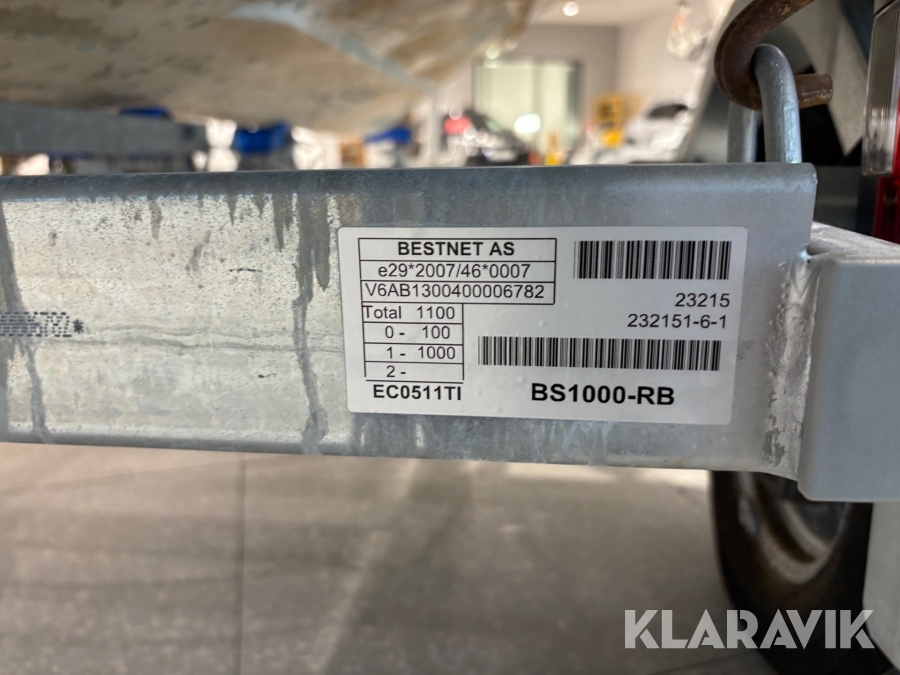 BESTNET AS
e29*2007/46*0007
V6AB1300400006782
Total 1100
0 - 100
1 - 1000
2 -
EC0511TI
23215
232151-6-1
BS1000-RB
KLARAVIK